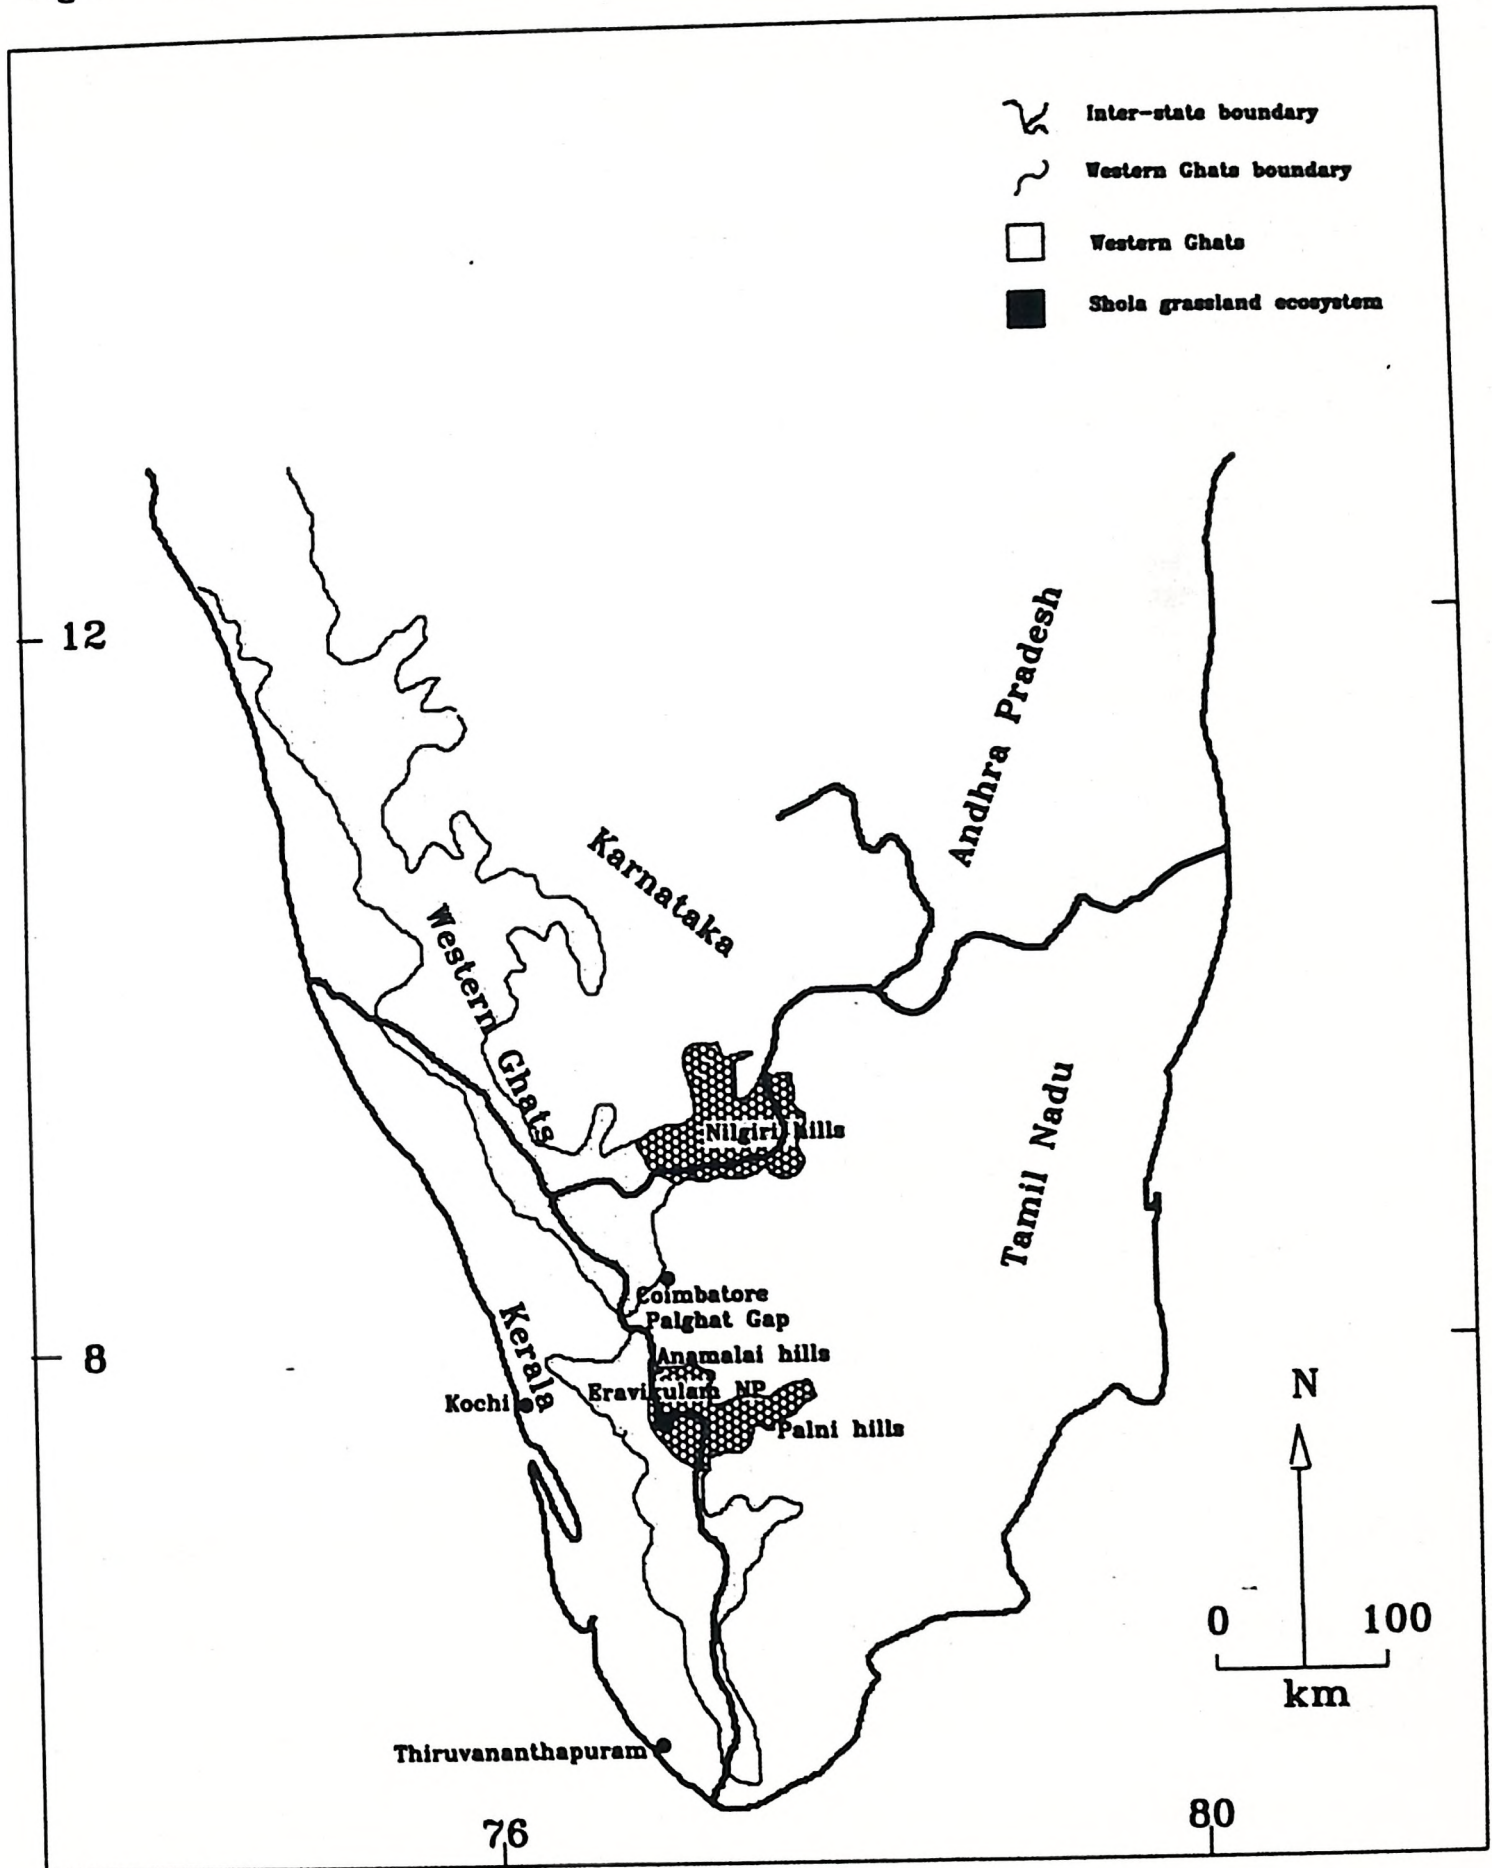 Inter-state boundary
Western Ghats boundary
Western Ghats
Shola grassland ecosystem
12
Andhra Pradesh
Karnataka
Western Ghats
Nilgiri hills
Tamil Nadu
Coimbatore
Palghat Gap
Kerala
Anamalai hills
8
Eravikulam NP
Kochi
Palni hills
N
0 100
km
Thiruvananthapuram
76
80